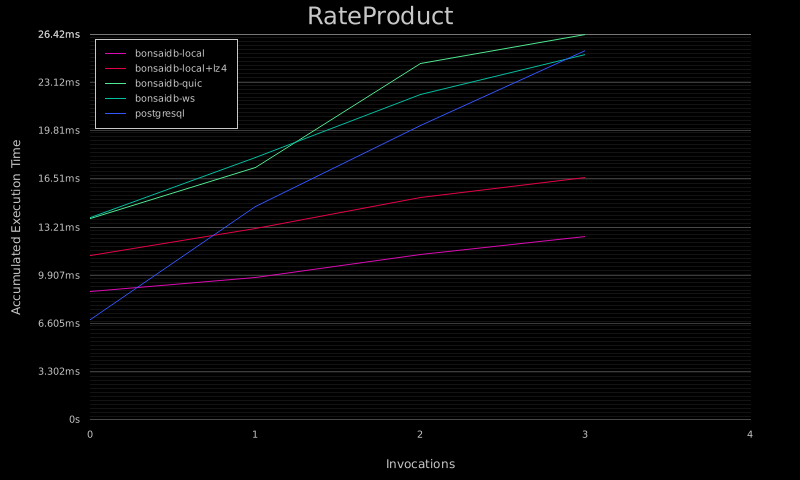 RateProduct
26.42ms
23.12ms
19.81ms
16.51ms
13.21ms
9.907ms
6.605ms
3.302ms
0s
Accumulated Execution Time
bonsaidb-local
bonsaidb-local+lz4
bonsaidb-quic
bonsaidb-ws
postgresql
0 1 2 3 4
Invocations